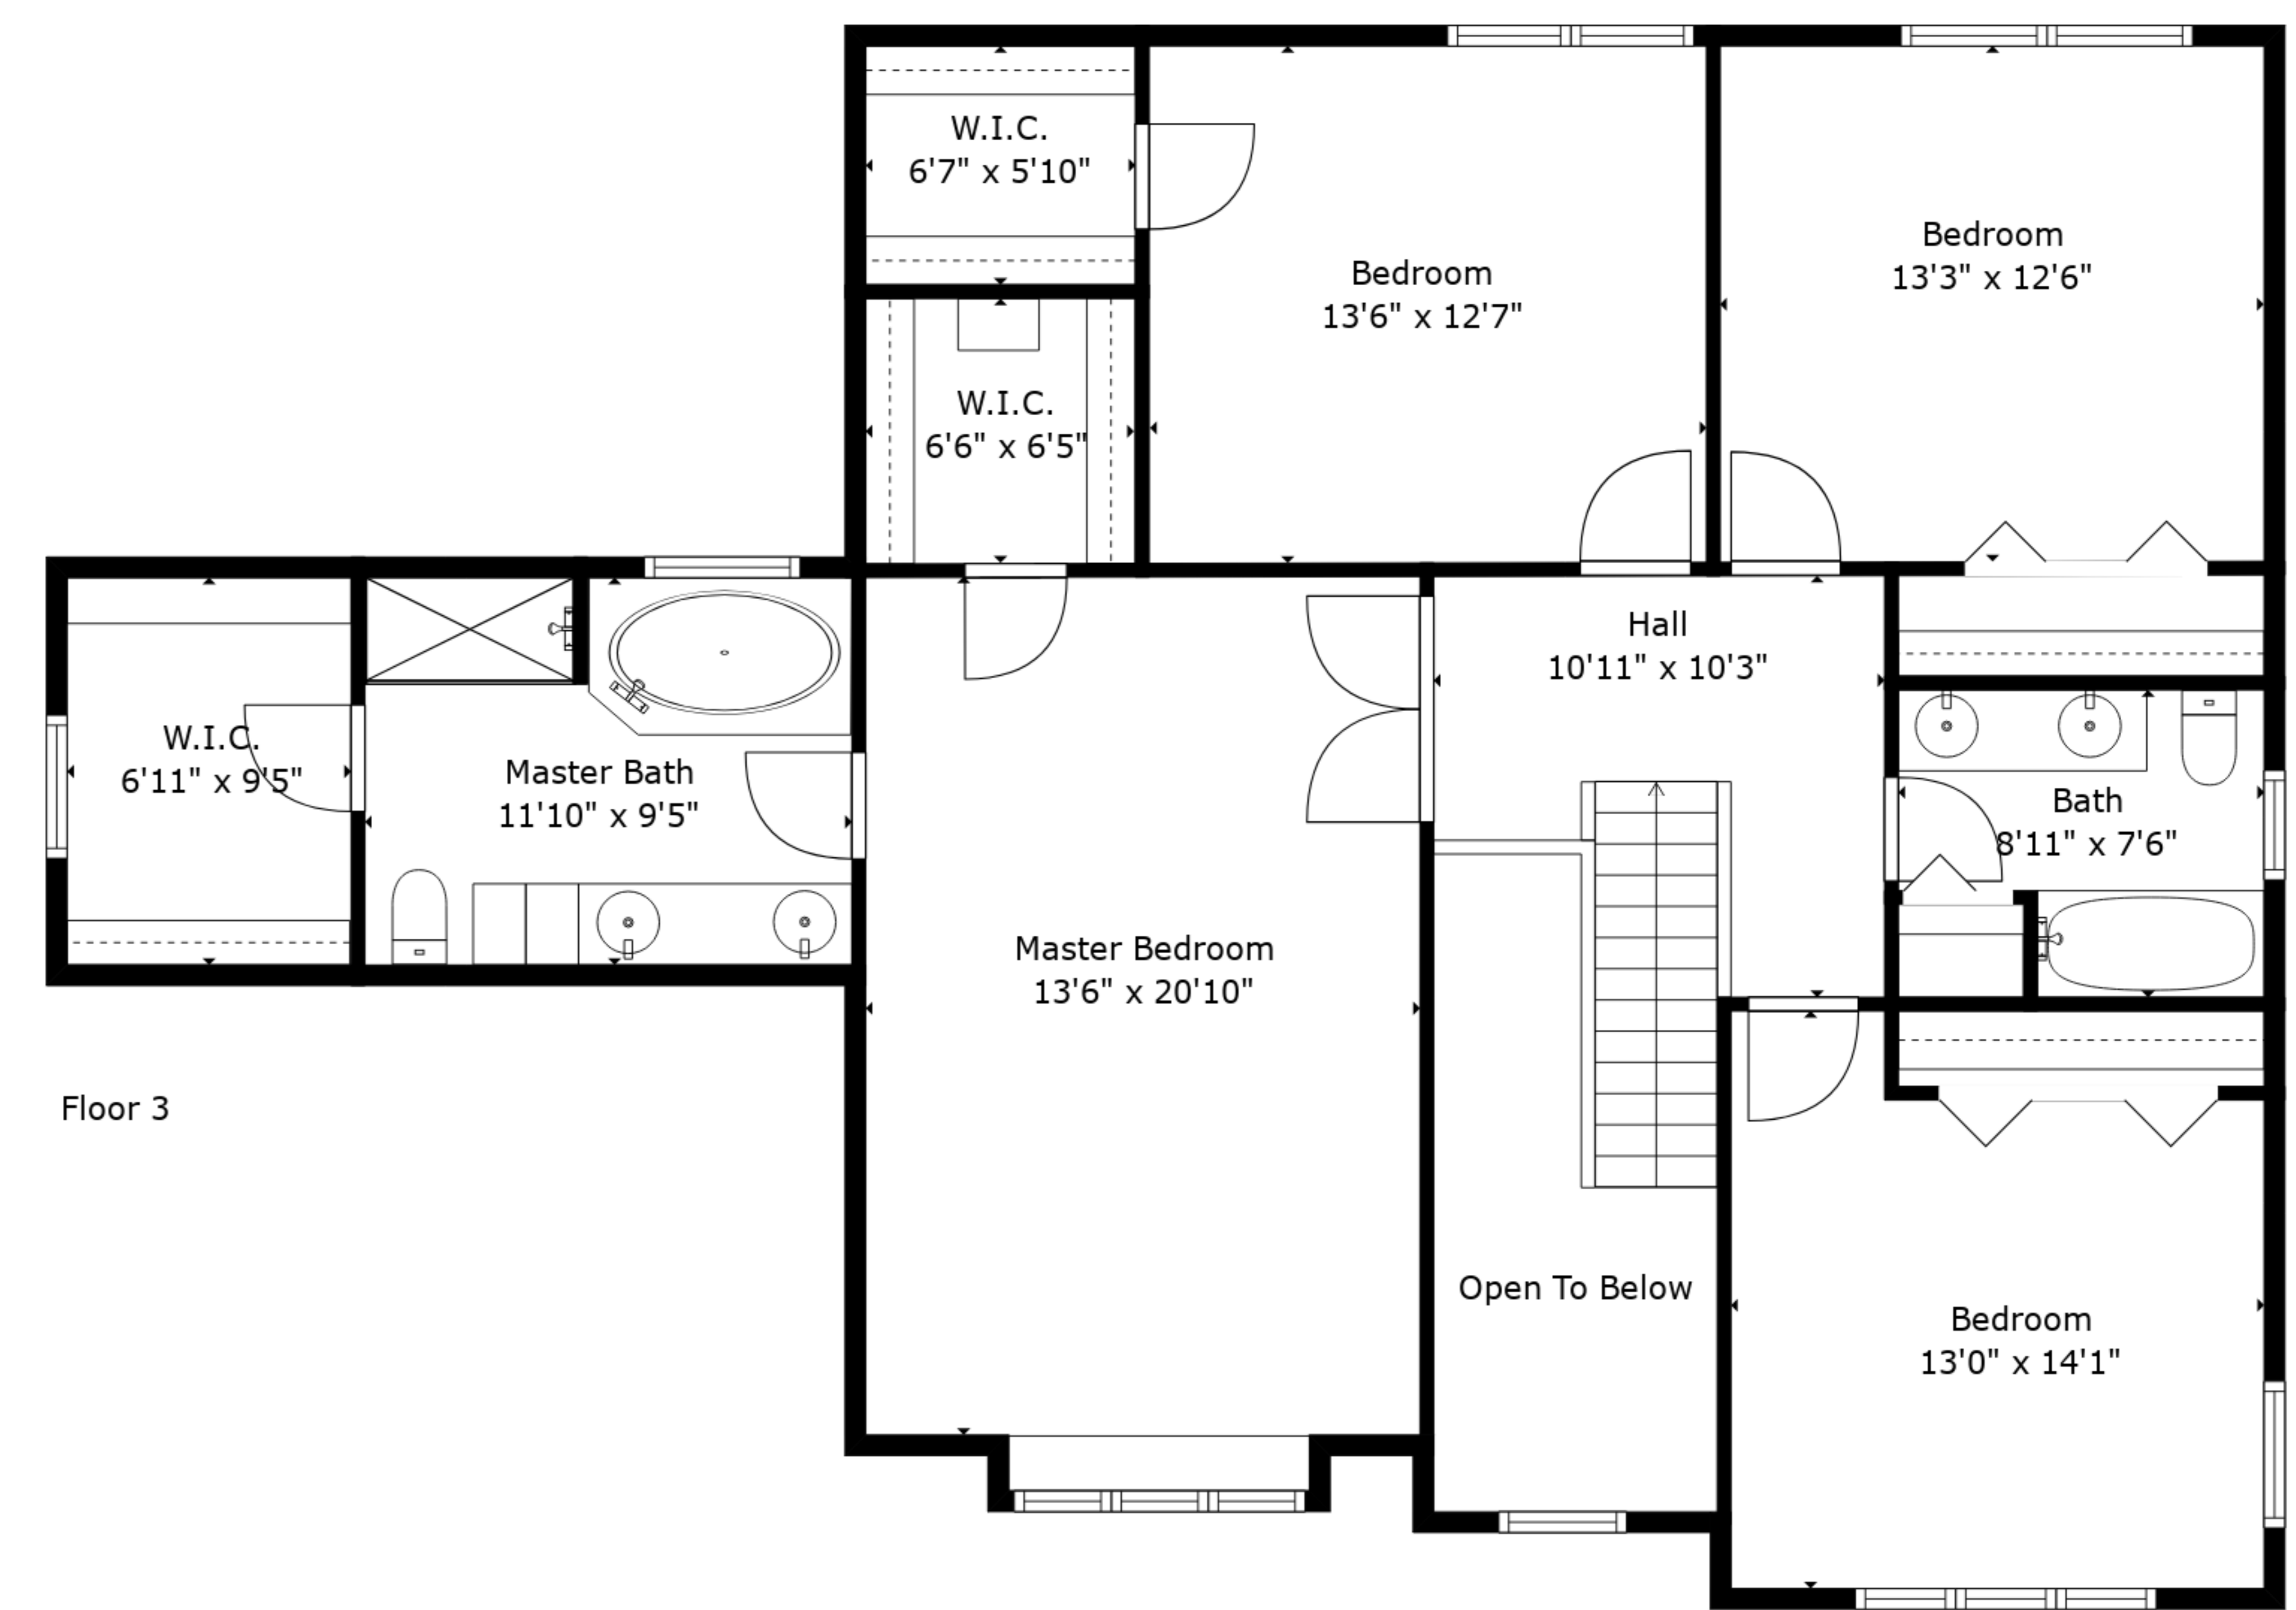 W.I.C.
6'7" x 5'10"
Bedroom
13'6" x 12'7"
Bedroom
13'3" x 12'6"
W.I.C.
6'6" x 6'5"
Hall
10'11" x 10'3"
W.I.C.
6'11" x 9'5"
Master Bath
11'10" x 9'5"
Bath
8'11" x 7'6"
Master Bedroom
13'6" x 20'10"
Floor 3
Open To Below
Bedroom
13'0" x 14'1"